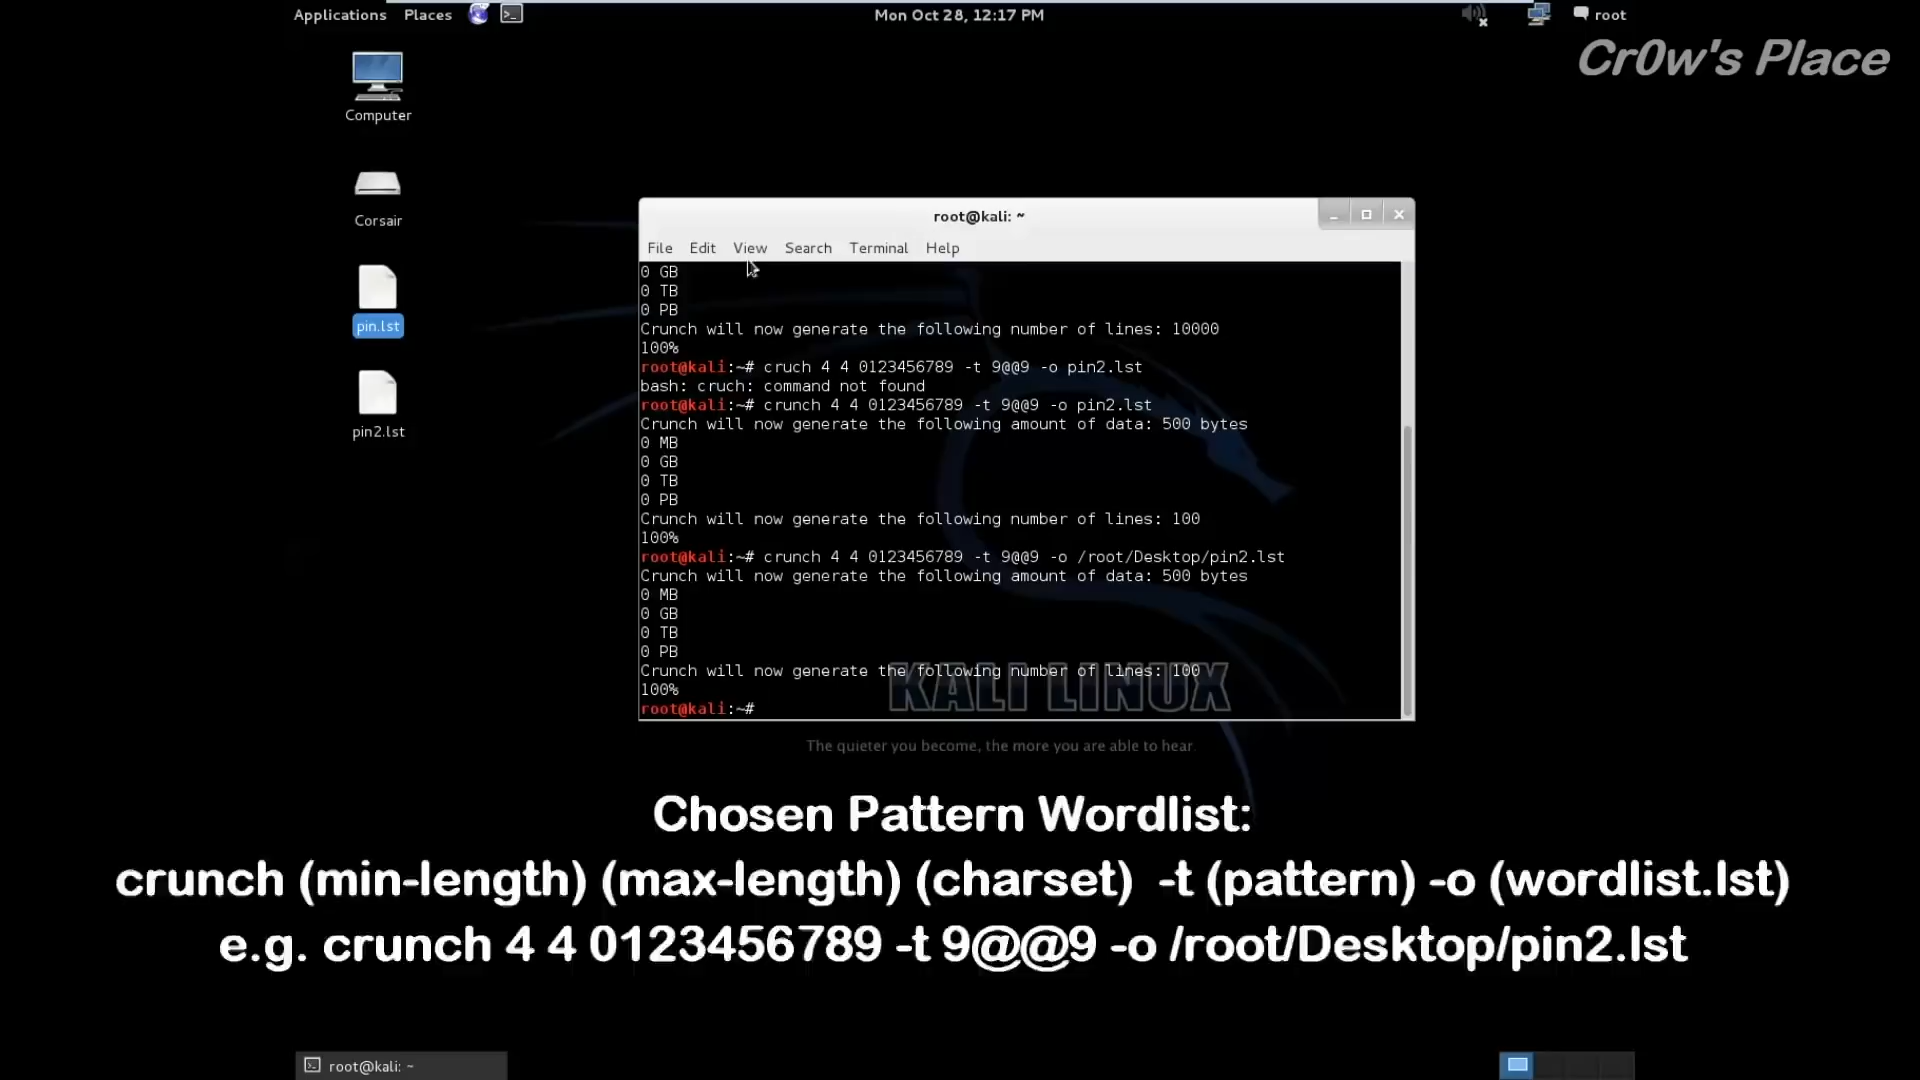 Applications Places
Mon Oct 28, 12:17 PM
root
Cr0w's Place
Computer
Corsair
pin.lst
pin2.lst
root@kali: ~
File Edit View Search Terminal Help
0 GB
0 TB
0 PB
Crunch will now generate the following number of lines: 10000
100%
root@kali:~# cruch 4 4 0123456789 -t 9@@9 -o pin2.lst
bash: cruch: command not found
root@kali:~# crunch 4 4 0123456789 -t 9@@9 -o pin2.lst
Crunch will now generate the following amount of data: 500 bytes
0 MB
0 GB
0 TB
0 PB
Crunch will now generate the following number of lines: 100
100%
root@kali:~# crunch 4 4 0123456789 -t 9@@9 -o /root/Desktop/pin2.lst
Crunch will now generate the following amount of data: 500 bytes
0 MB
0 GB
0 TB
0 PB
Crunch will now generate the following number of lines: 100
100%
root@kali:~#
KALI LINUX
The quieter you become, the more you are able to hear.
Chosen Pattern Wordlist:
crunch (min-length) (max-length) (charset) -t (pattern) -o (wordlist.lst)
e.g. crunch 4 4 0123456789 -t 9@@9 -o /root/Desktop/pin2.lst
root@kali: ~